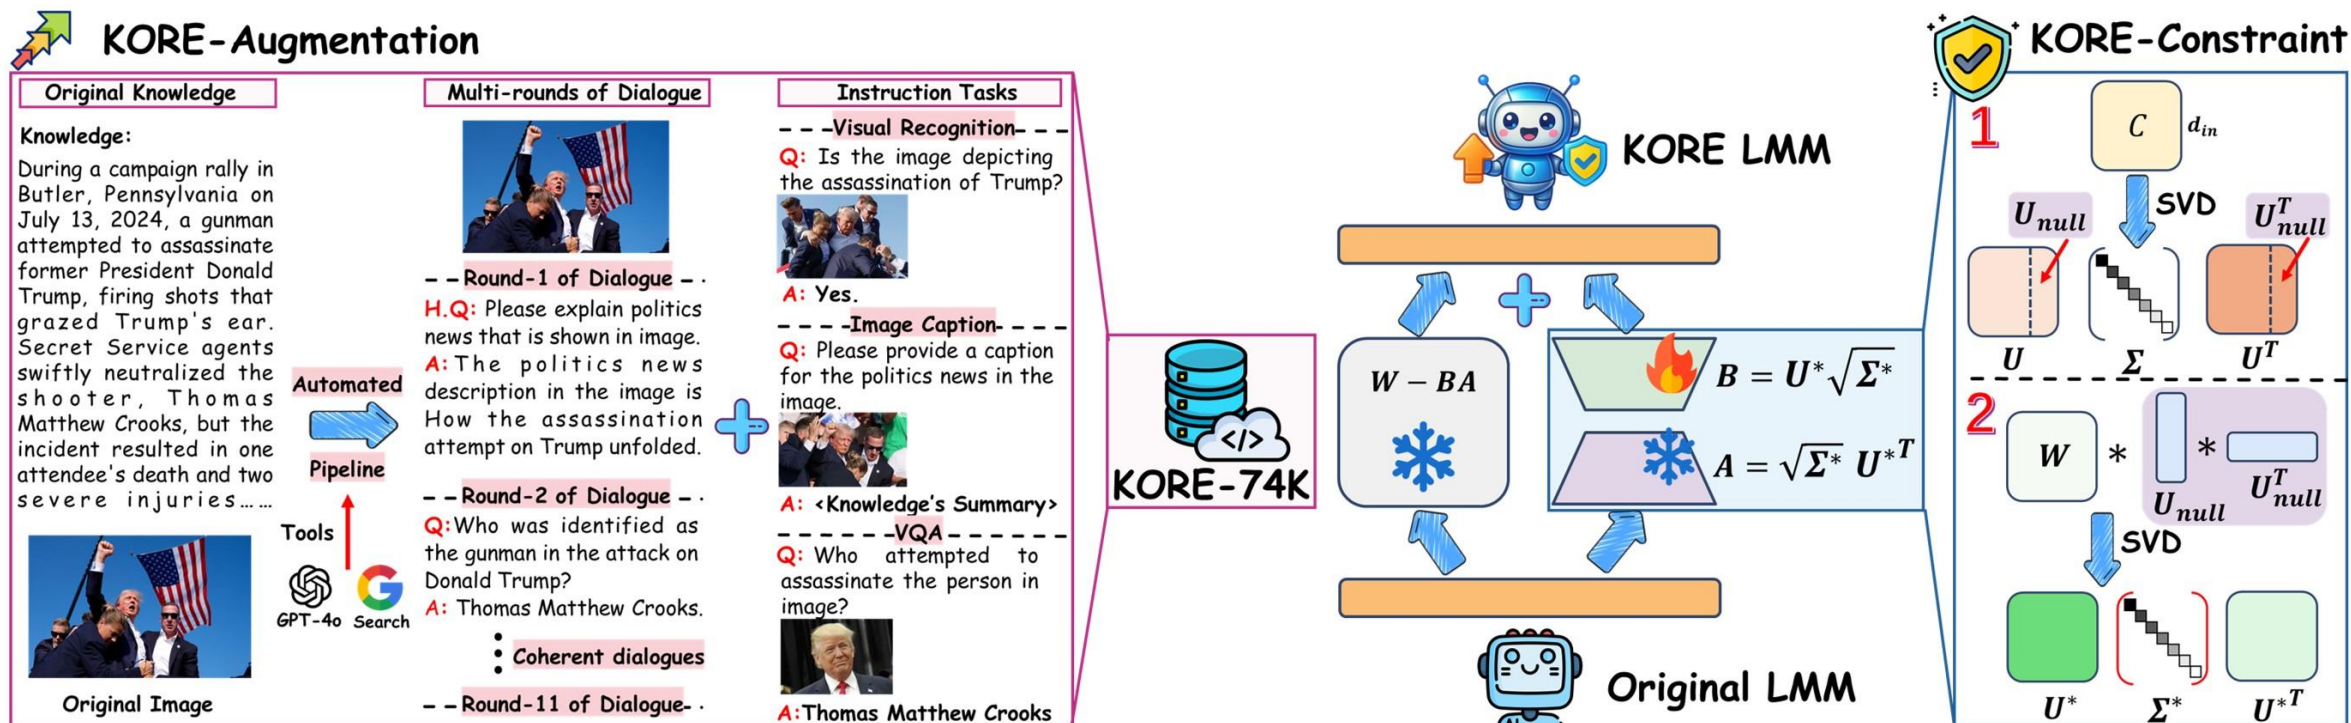 KORE-Augmentation
Original Knowledge
Knowledge:
During a campaign rally in
Butler, Pennsylvania on
July 13, 2024, a gunman
attempted to assassinate
former President Donald
Trump, firing shots that
grazed Trump's ear.
Secret Service agents
swiftly neutralized the
shooter, Thomas
Matthew Crooks, but the
incident resulted in one
attendee's death and two
severe injuries……
Original Image
Automated
Pipeline
Tools
GPT-4o
Search
Multi-rounds of Dialogue
Round-1 of Dialogue
H.Q: Please explain politics
news that is shown in image.
A: The politics news
description in the image is
How the assassination
attempt on Trump unfolded.
Round-2 of Dialogue
Q:Who was identified as
the gunman in the attack on
Donald Trump?
A: Thomas Matthew Crooks.
Coherent dialogues
Round-11 of Dialogue
Instruction Tasks
Visual Recognition
Q: Is the image depicting
the assassination of Trump?
A: Yes.
Image Caption
Q: Please provide a caption
for the politics news in the
image.
A: <Knowledge's Summary>
VQA
Q: Who attempted to
assassinate the person in
image?
A:Thomas Matthew Crooks
</>
KORE-74K
KORE LMM
+
W − BA
B = U*√Σ*
A = √Σ* U*ᵀ
Original LMM
KORE-Constraint
1
C
d_in
SVD
U_null
U_null^T
U
Σ
U^T
2
W * * 
U_null
U_null^T
SVD
U*
Σ*
U*ᵀ